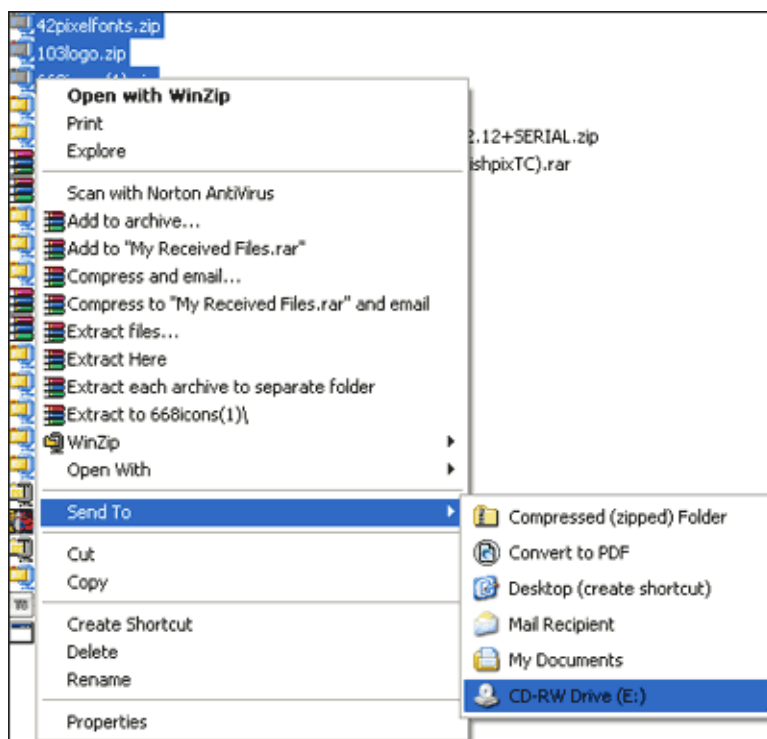 42pixelfonts.zip
103logo.zip
Open with WinZip
Print
2.12+SERIAL.zip
Explore
ishpixTC).rar
Scan with Norton AntiVirus
Add to archive...
Add to "My Received Files.rar"
Compress and email...
Compress to "My Received Files.rar" and email
Extract files...
Extract Here
Extract each archive to separate folder
Extract to 668icons(1)\
WinZip
Open With
Send To
Compressed (zipped) Folder
Convert to PDF
Desktop (create shortcut)
Mail Recipient
My Documents
CD-RW Drive (E:)
Cut
Copy
Create Shortcut
Delete
Rename
Properties